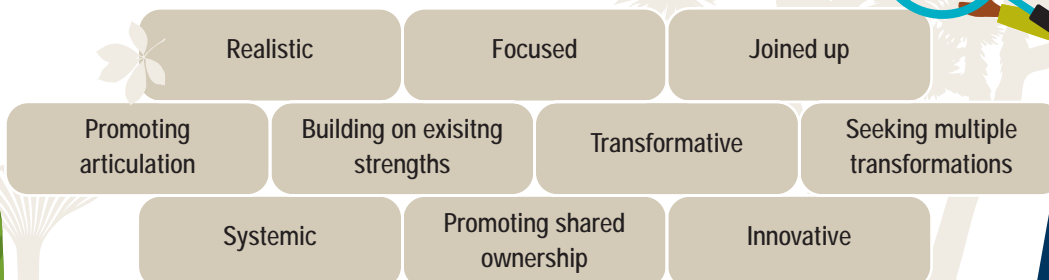 Realistic
Focused
Joined up
Promoting
articulation
Building on exisitng
strengths
Transformative
Seeking multiple
transformations
Systemic
Promoting shared
ownership
Innovative